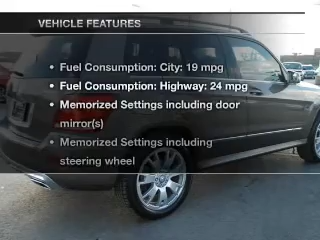 VEHICLE FEATURES
• Fuel Consumption: City: 19 mpg
• Fuel Consumption: Highway: 24 mpg
• Memorized Settings including door
mirror(s)
• Memorized Settings including
steering wheel